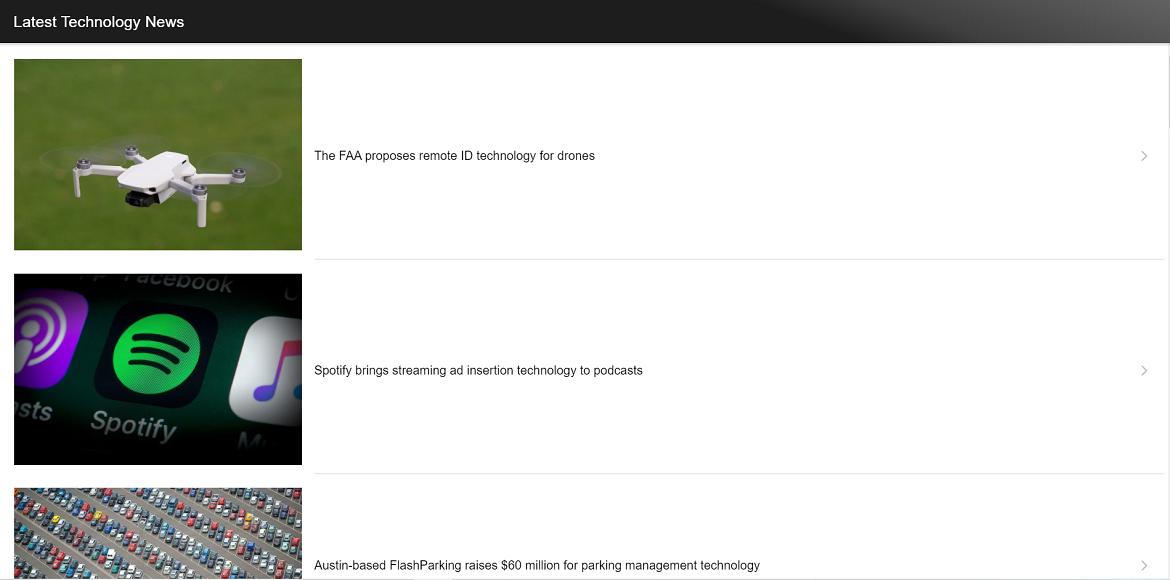 Latest Technology News
The FAA proposes remote ID technology for drones
Facebook
Spotify brings streaming ad insertion technology to podcasts
Spotify
Austin-based FlashParking raises $60 million for parking management technology